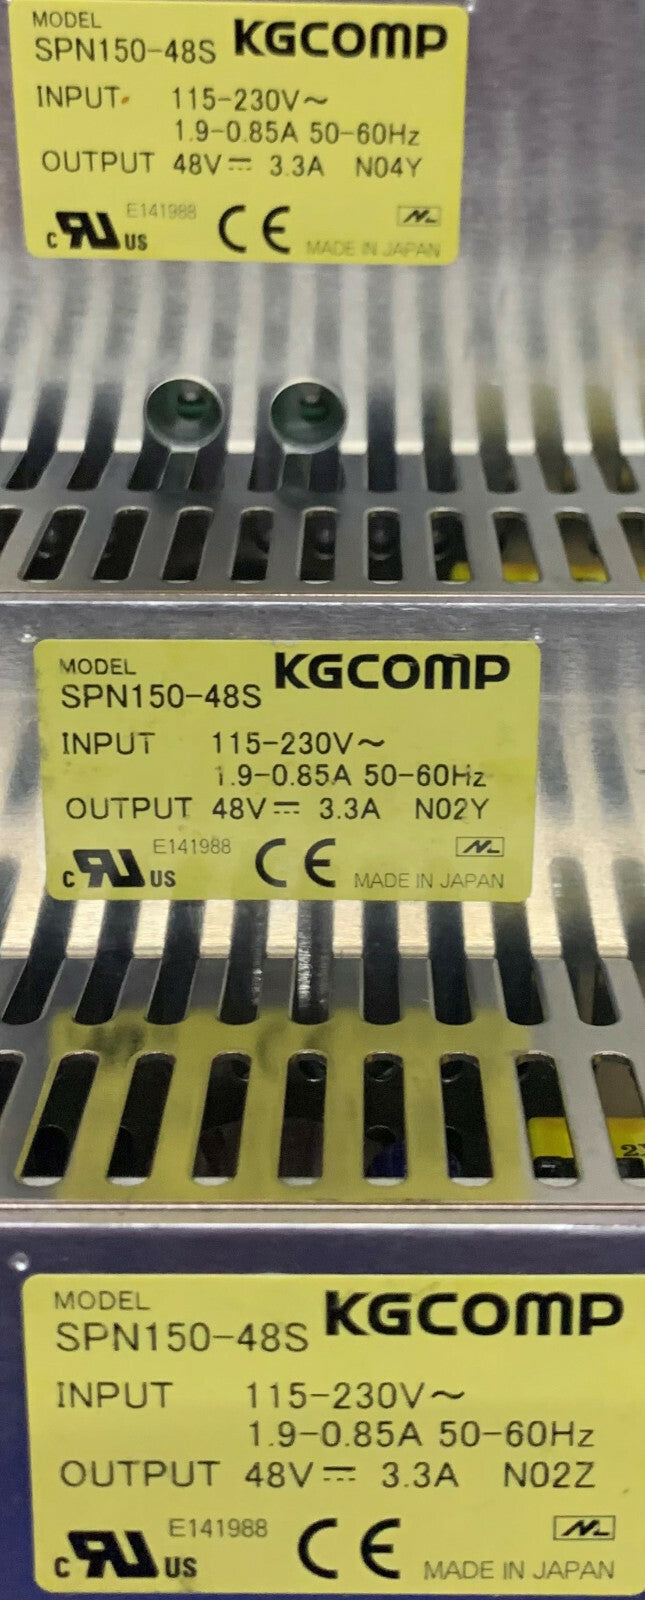 MODEL
SPN150-48S KGCOMP
INPUT 115-230V~
1.9-0.85A 50-60Hz
OUTPUT 48V⎓ 3.3A N04Y
E141988
c RU US CE
MADE IN JAPAN
MODEL KGCOMP
SPN150-48S
INPUT 115-230V~
1.9-0.85A 50-60Hz
OUTPUT 48V⎓ 3.3A N02Y
E141988
c RU US CE MADE IN JAPAN
MODEL KGCOMP
SPN150-48S
INPUT 115-230V~
1.9-0.85A 50-60Hz
OUTPUT 48V⎓ 3.3A N02Z
E141988
c RU US CE MADE IN JAPAN